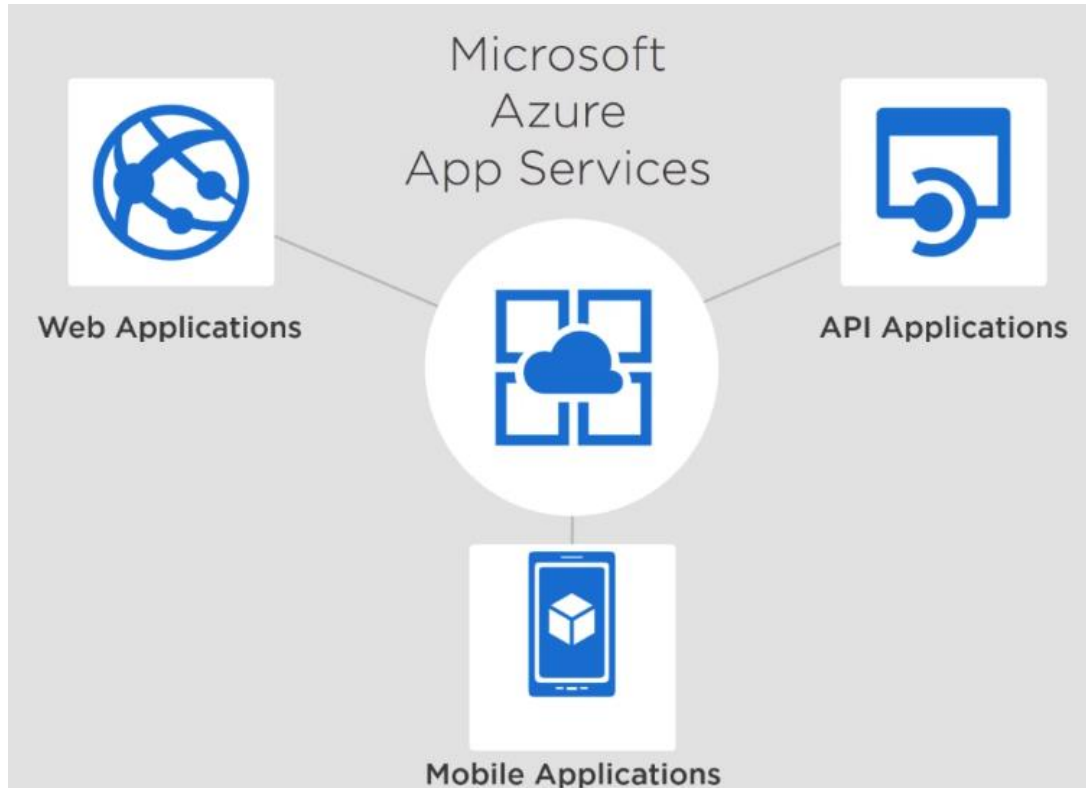 Microsoft
Azure
App Services
Web Applications
API Applications
Mobile Applications